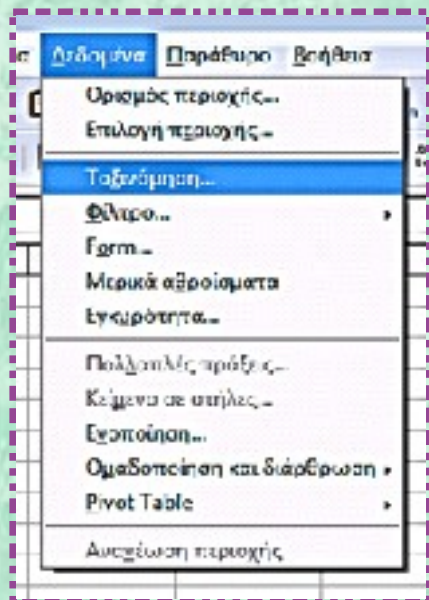 α Δεδομένα Παράθυρο Βοήθεια
Ορισμός περιοχής...
Επιλογή περιοχής...
Ταξινόμηση...
Φίλτρο...
Form...
Μερικά αθροίσματα
Εγκυρότητα...
Πολλαπλές πράξεις...
Κείμενο σε στήλες...
Ενοποίηση...
Ομαδοποίηση και διάρθρωση
Pivot Table
Ανανέωση περιοχής